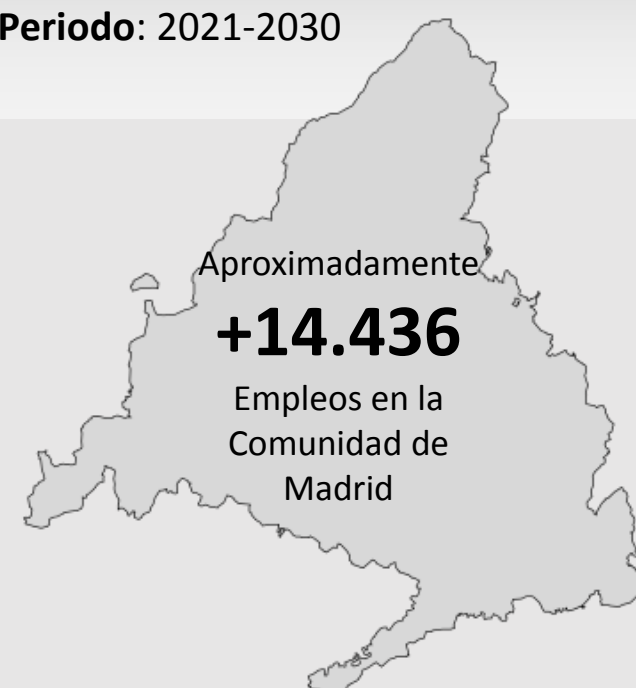 Periodo: 2021-2030
Aproximadamente
+14.436
Empleos en la
Comunidad de
Madrid